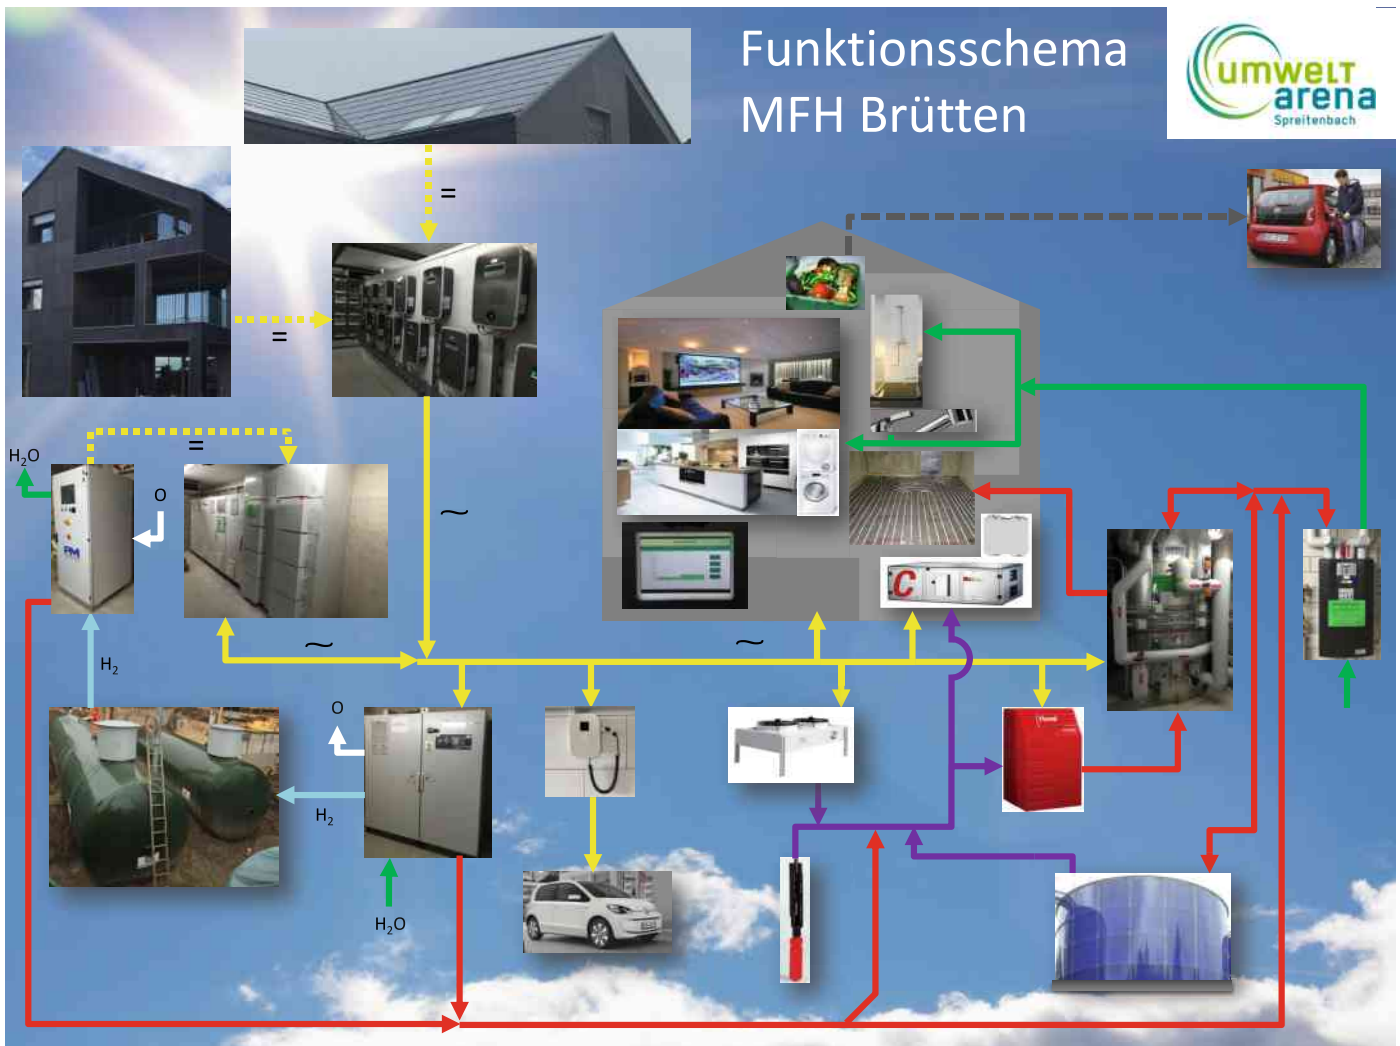 Funktionsschema
MFH Brütten
umwelt
arena
Spreitenbach
=
=
=
H₂O
O
~
~
~
H₂
O
H₂
H₂O
C